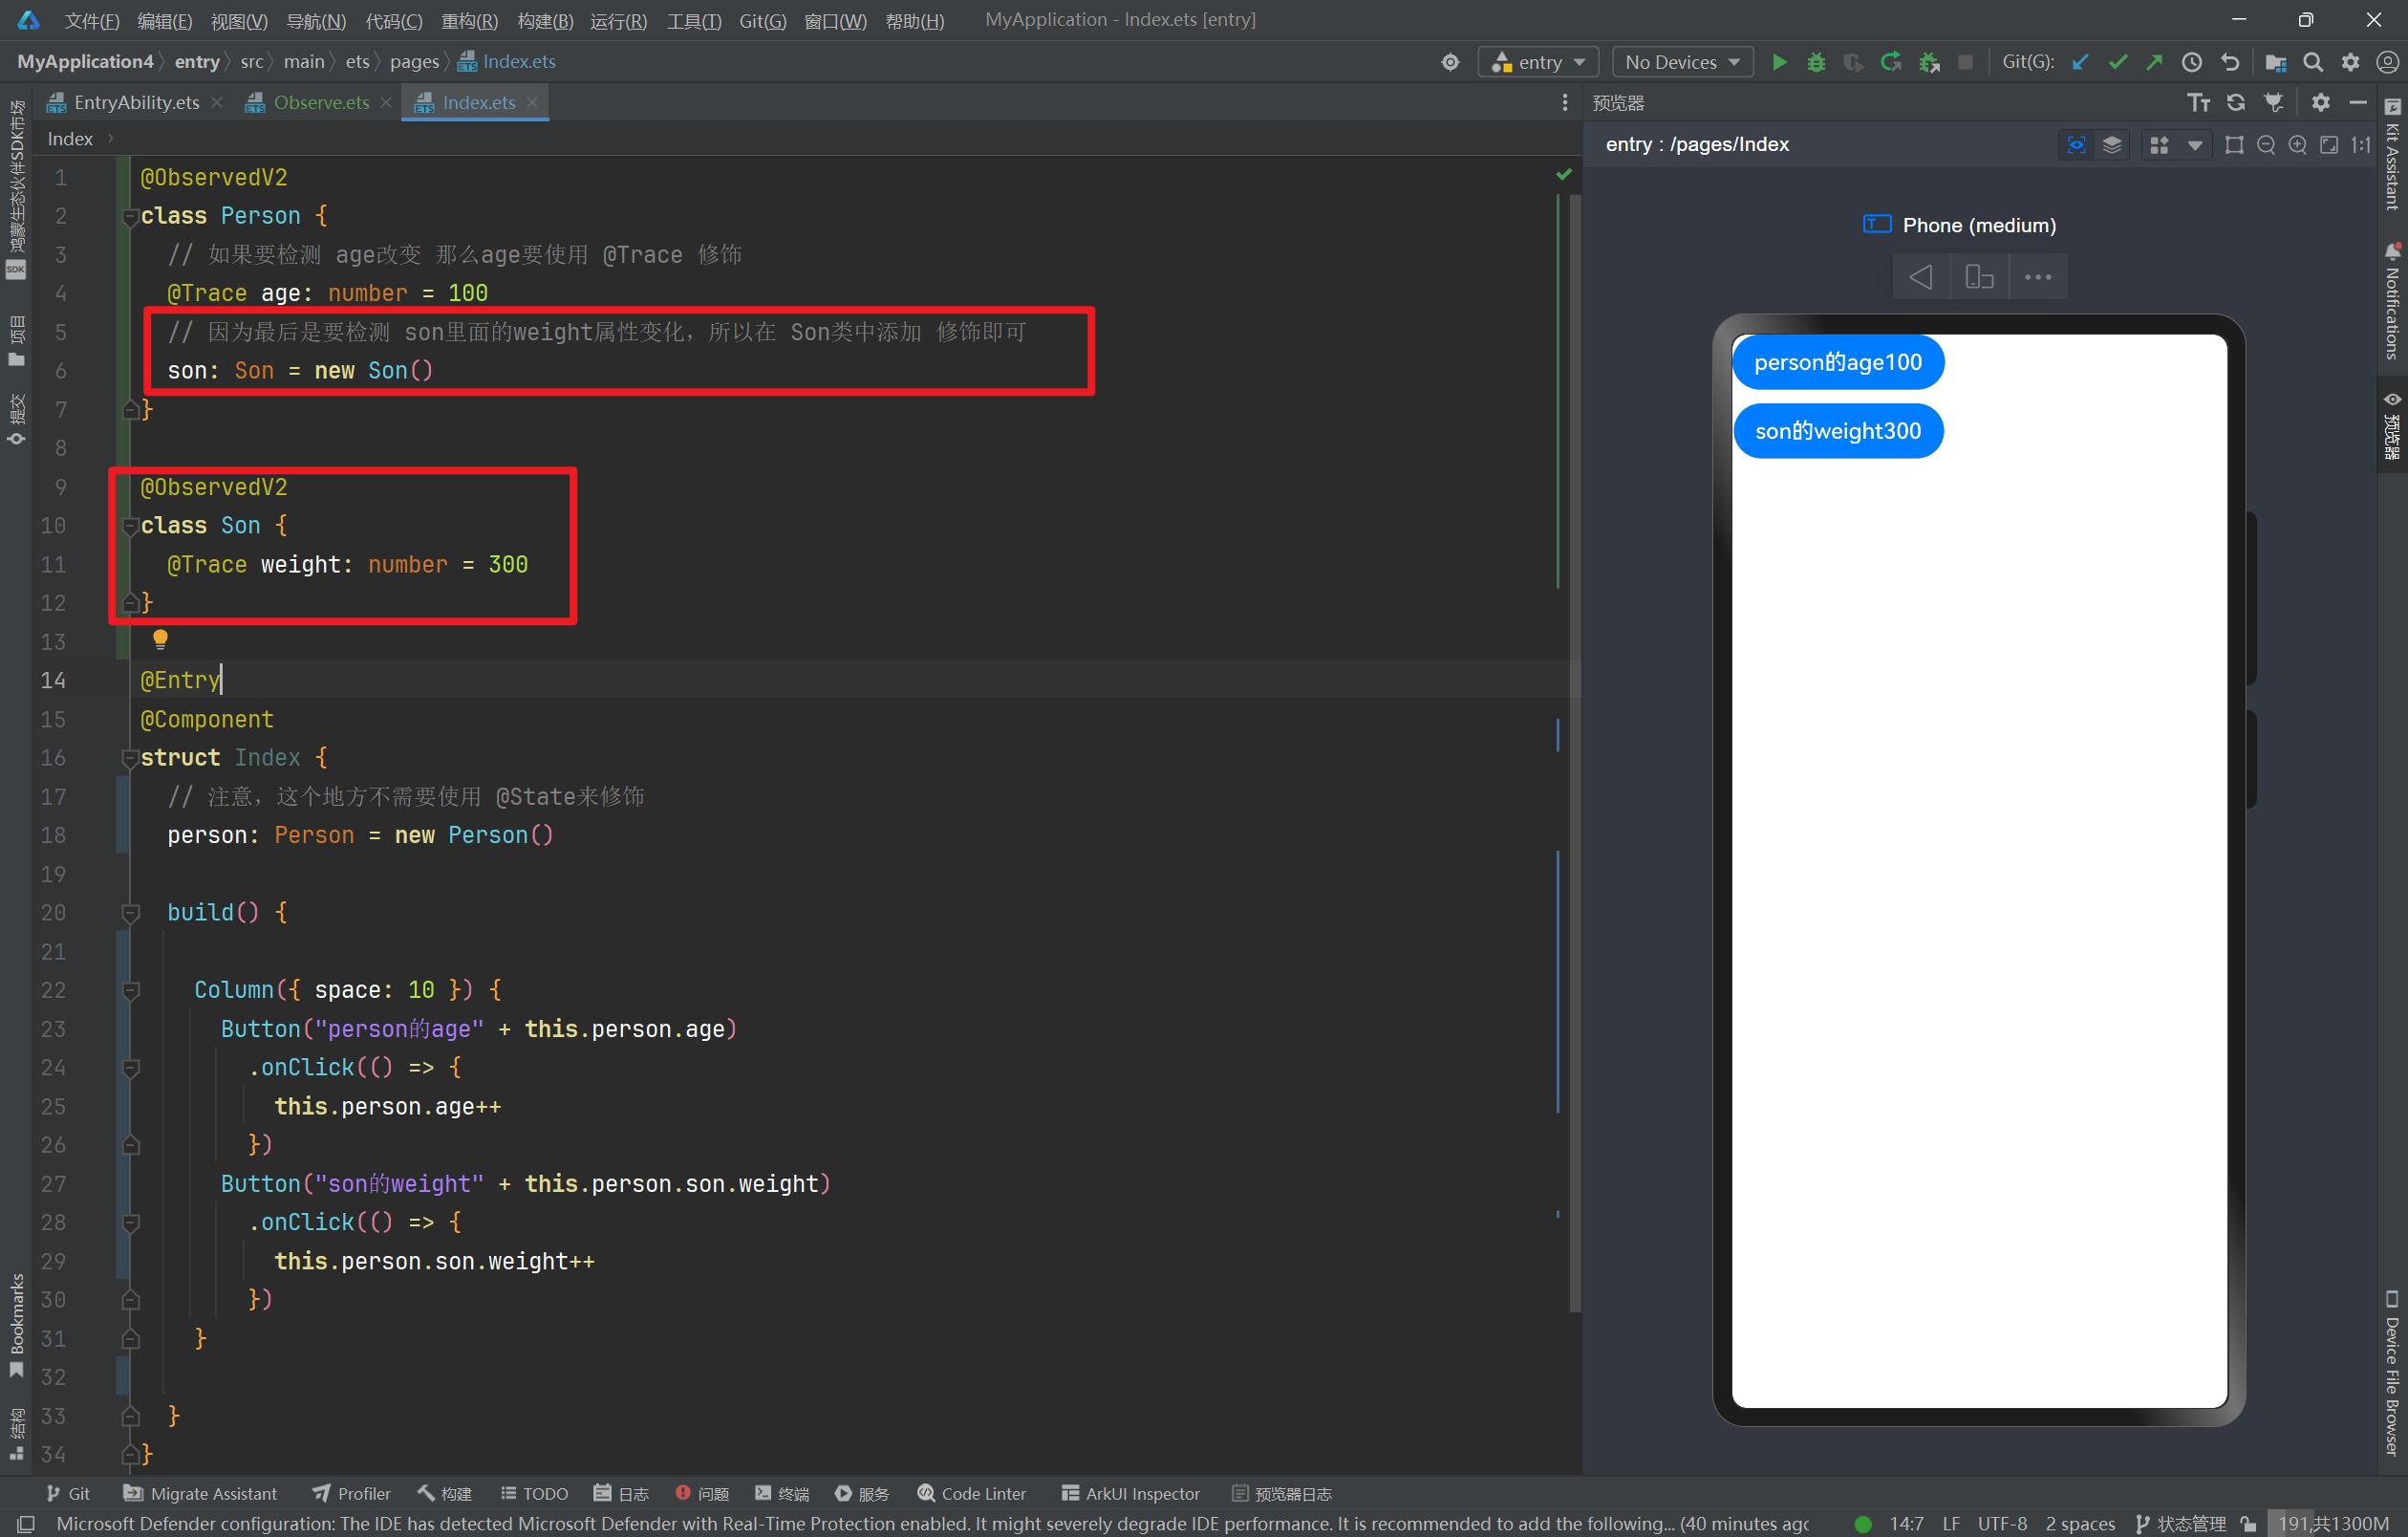 文件(F) 编辑(E) 视图(V) 导航(N) 代码(C) 重构(R) 构建(B) 运行(R) 工具(T) Git(G) 窗口(W) 帮助(H) MyApplication - Index.ets [entry]
MyApplication4 entry src main ets pages Index.ets entry No Devices Git(G):
EntryAbility.ets Observe.ets Index.ets
Index
1 @ObservedV2
2 class Person {
3 // 如果要检测 age改变 那么age要使用 @Trace 修饰
4 @Trace age: number = 100
5 // 因为最后是要检测 son里面的weight属性变化，所以在 Son类中添加 修饰即可
6 son: Son = new Son()
7 }
8
9 @ObservedV2
10 class Son {
11 @Trace weight: number = 300
12 }
13
14 @Entry
15 @Component
16 struct Index {
17 // 注意，这个地方不需要使用 @State来修饰
18 person: Person = new Person()
19
20 build() {
21
22 Column({ space: 10 }) {
23 Button("person的age" + this.person.age)
24 .onClick(() => {
25 this.person.age++
26 })
27 Button("son的weight" + this.person.son.weight)
28 .onClick(() => {
29 this.person.son.weight++
30 })
31 }
32
33 }
34 }
预览器
entry : /pages/Index
1:1
Phone (medium)
person的age100
son的weight300
鸿蒙生态伙伴SDK市场
SDK
项目
提交
Bookmarks
结构
Kit Assistant
Notifications
预览器
Device File Browser
Git Migrate Assistant Profiler 构建 TODO 日志 问题 终端 服务 Code Linter ArkUI Inspector 预览器日志
Microsoft Defender configuration: The IDE has detected Microsoft Defender with Real-Time Protection enabled. It might severely degrade IDE performance. It is recommended to add the following... (40 minutes ago 14:7 LF UTF-8 2 spaces 状态管理 191,共1300M